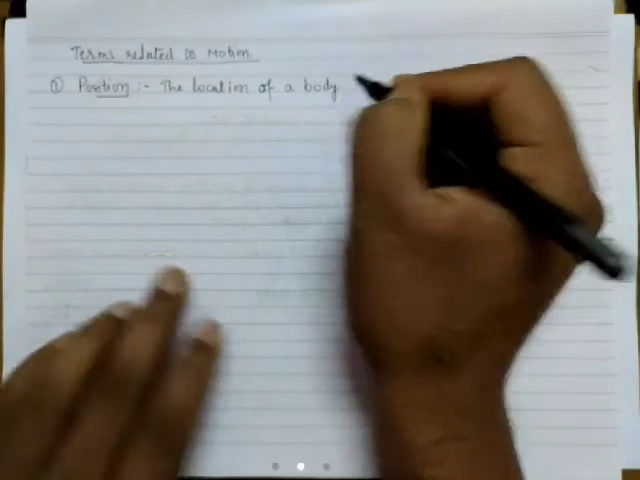 Terms related to Motion
① Position :- The location of a body